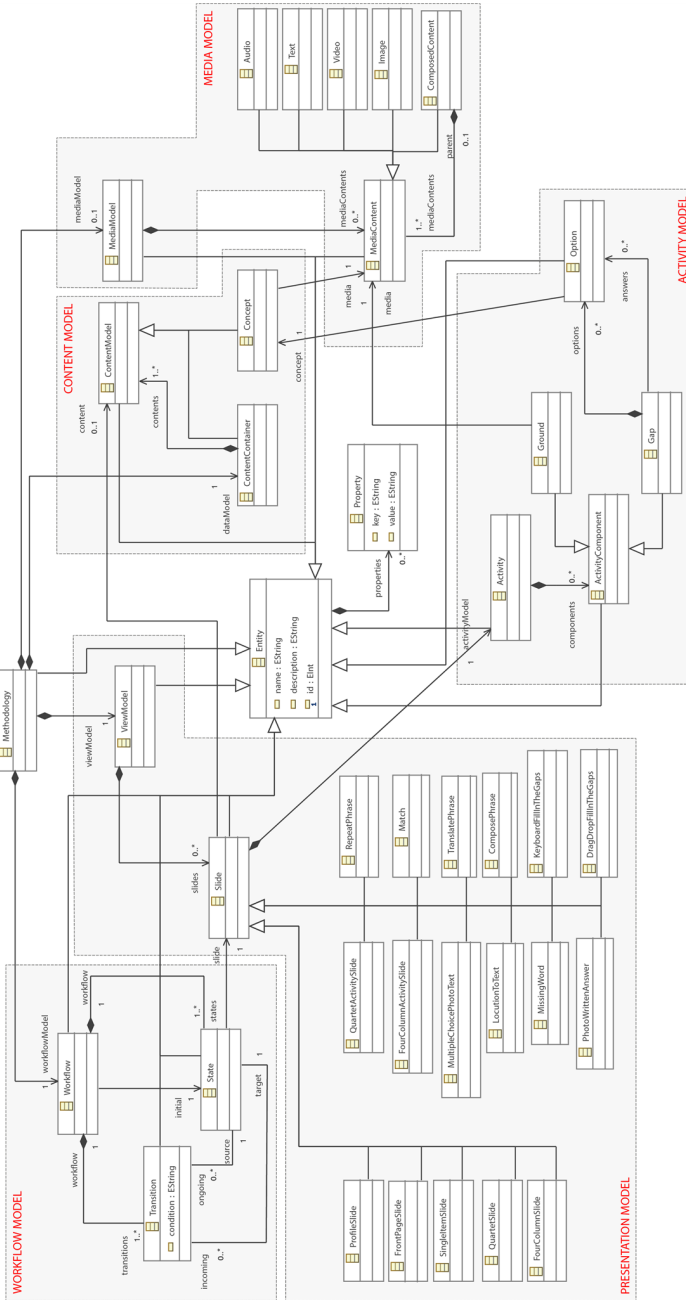 WORKFLOW MODEL
Transition
condition : EString
transitions
1..*
workflow
1
Workflow
workflowModel
1
workflow
1
initial
1
State
states
1..*
source
ongoing
0..*
incoming
0..*
target
1
slide
1
Methodology
viewModel
1
ViewModel
slides
0..*
Slide
PRESENTATION MODEL
ProfileSlide
FrontPageSlide
SingleItemSlide
QuartetSlide
FourColumnSlide
QuartetActivitySlide
FourColumnActivitySlide
MultipleChoicePhotoText
LocutionToText
MissingWord
PhotoWrittenAnswer
RepeatPhrase
Match
TranslatePhrase
ComposePhrase
KeyboardFillInTheGaps
DragDropFillInTheGaps
Entity
name : EString
description : EString
id : EInt
properties
0..*
Property
key : EString
value : EString
CONTENT MODEL
content
0..1
ContentModel
contents
1..*
ContentContainer
dataModel
1
Concept
concept
1
MEDIA MODEL
mediaModel
0..1
MediaModel
mediaContents
0..*
MediaContent
media
1
media
1
mediaContents
1..*
parent
0..1
Audio
Text
Video
Image
ComposedContent
ACTIVITY MODEL
activityModel
1
Activity
components
0..*
ActivityComponent
Ground
Gap
options
0..*
answers
0..*
Option